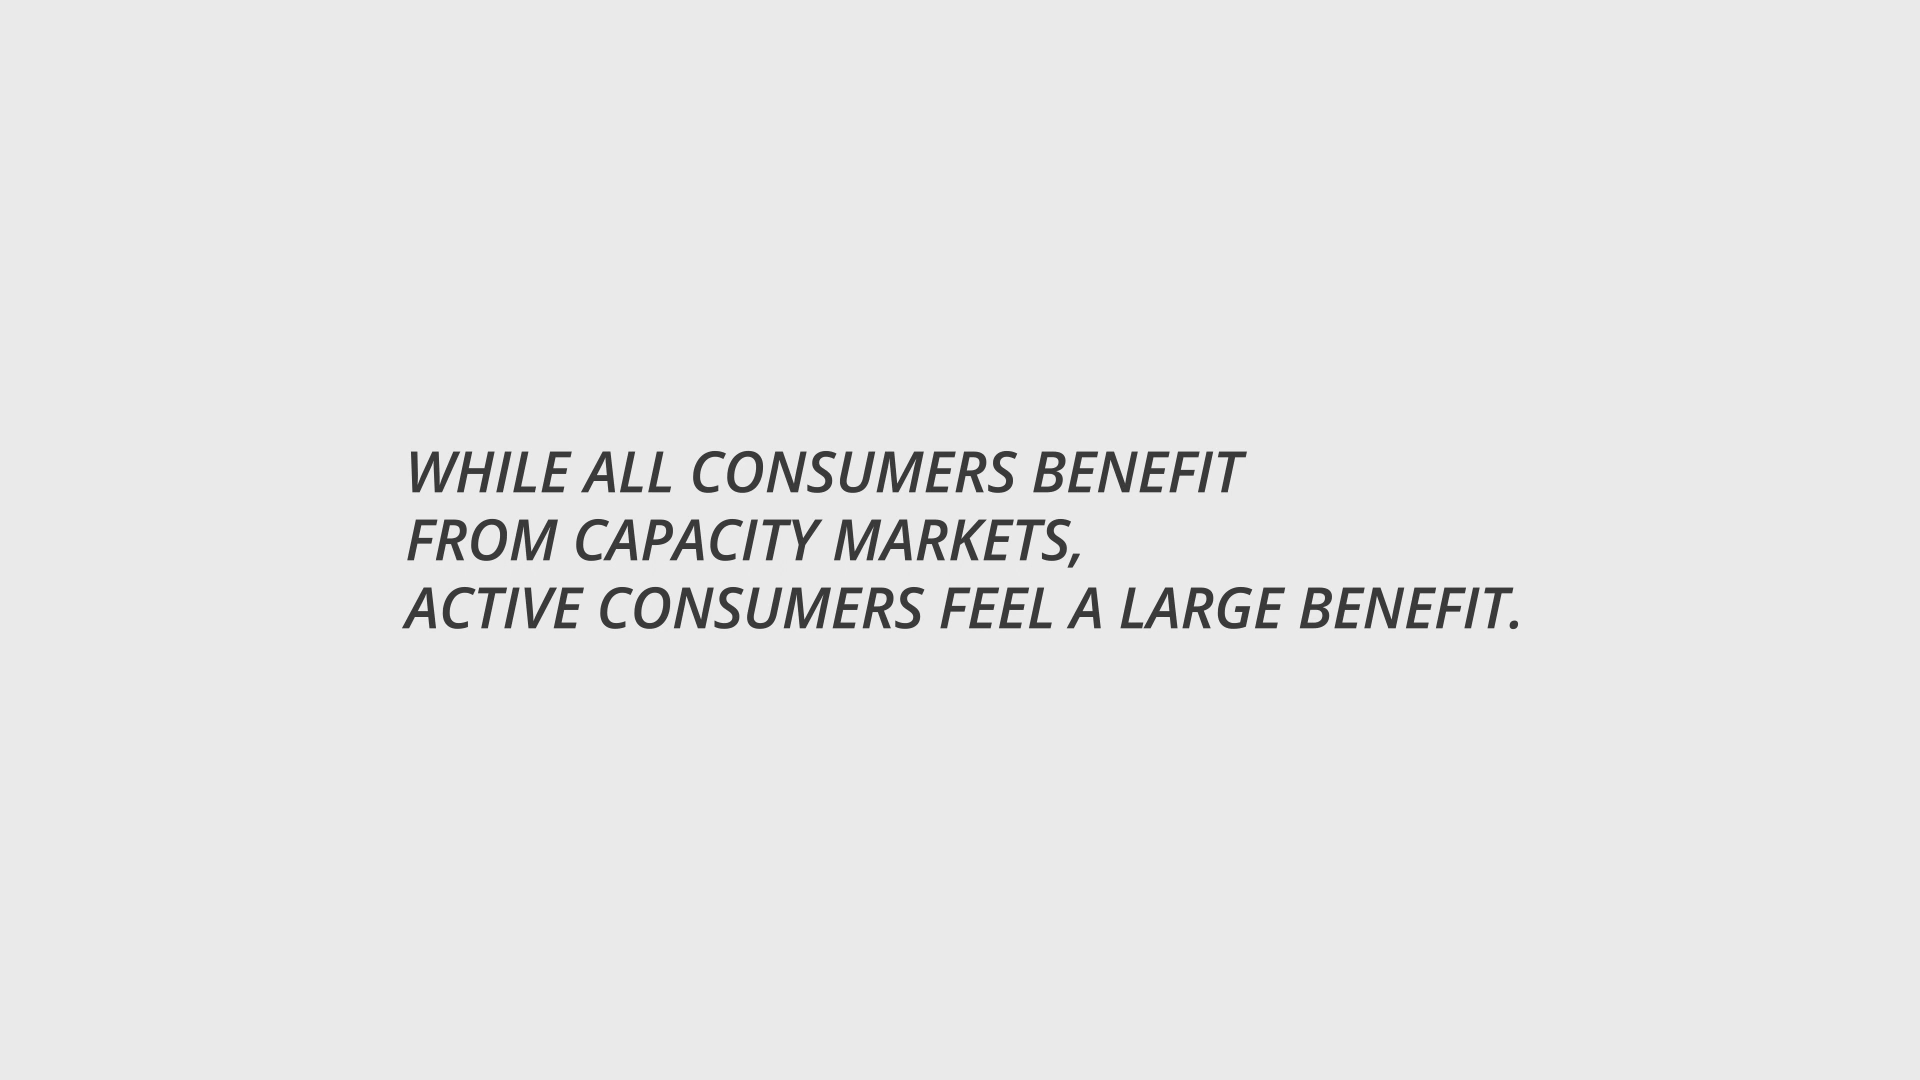 WHILE ALL CONSUMERS BENEFIT
FROM CAPACITY MARKETS,
ACTIVE CONSUMERS FEEL A LARGE BENEFIT.